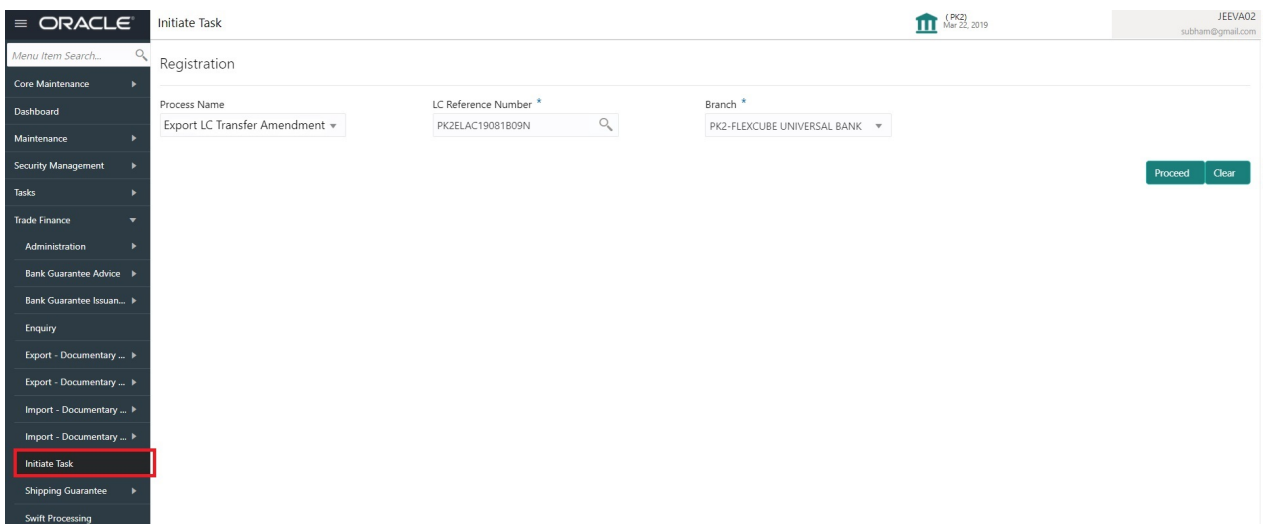 ORACLE
Initiate Task
( PK2)
Mar 22, 2019
JEEVA02
subham@gmail.com
Menu Item Search...
Core Maintenance
Dashboard
Maintenance
Security Management
Tasks
Trade Finance
Administration
Bank Guarantee Advice
Bank Guarantee Issuan...
Enquiry
Export - Documentary ...
Export - Documentary ...
Import - Documentary ...
Import - Documentary ...
Initiate Task
Shipping Guarantee
Swift Processing
Registration
Process Name
Export LC Transfer Amendment
LC Reference Number *
PK2ELAC19081B09N
Branch *
PK2-FLEXCUBE UNIVERSAL BANK
Proceed
Clear